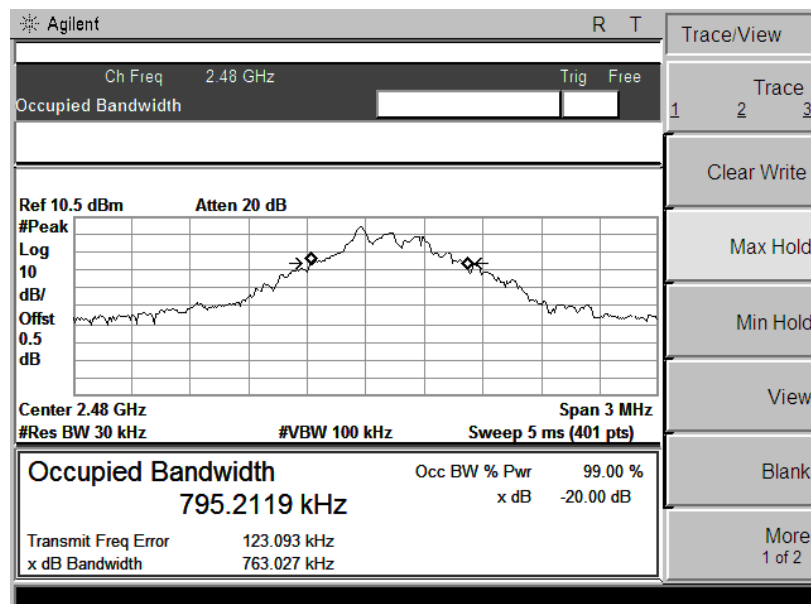 Agilent R T
Trace/View
Ch Freq 2.48 GHz Trig Free
Occupied Bandwidth
Trace
1 2 3
Clear Write
Ref 10.5 dBm Atten 20 dB
#Peak
Log
10
dB/
Offst
0.5
dB
Max Hold
Min Hold
View
Center 2.48 GHz Span 3 MHz
#Res BW 30 kHz #VBW 100 kHz Sweep 5 ms (401 pts)
Occupied Bandwidth
795.2119 kHz
Occ BW % Pwr 99.00 %
x dB -20.00 dB
Transmit Freq Error 123.093 kHz
x dB Bandwidth 763.027 kHz
Blank
More
1 of 2